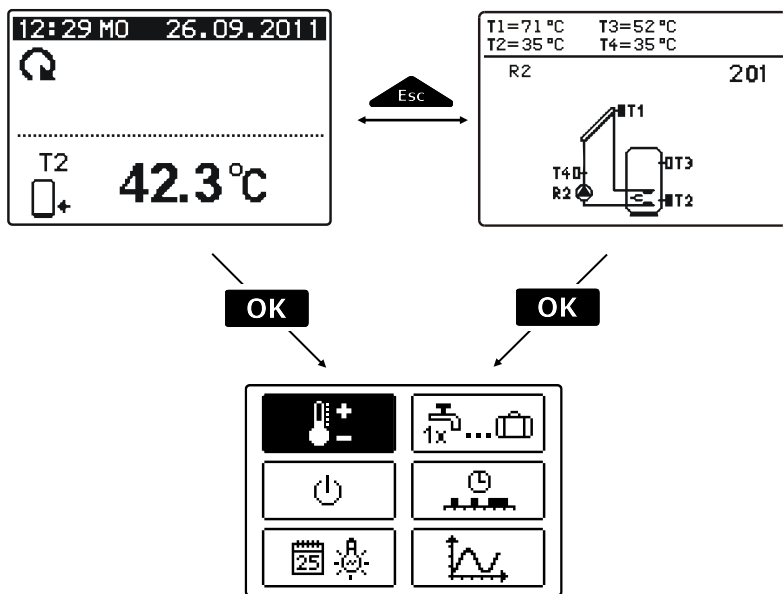 12:29 MO 26.09.2011
T2
42.3°C
Esc
T1=71°C T3=52°C
T2=35°C T4=35°C
R2 201
T1
T3
T4
R2
T2
OK
OK
1x ...
25